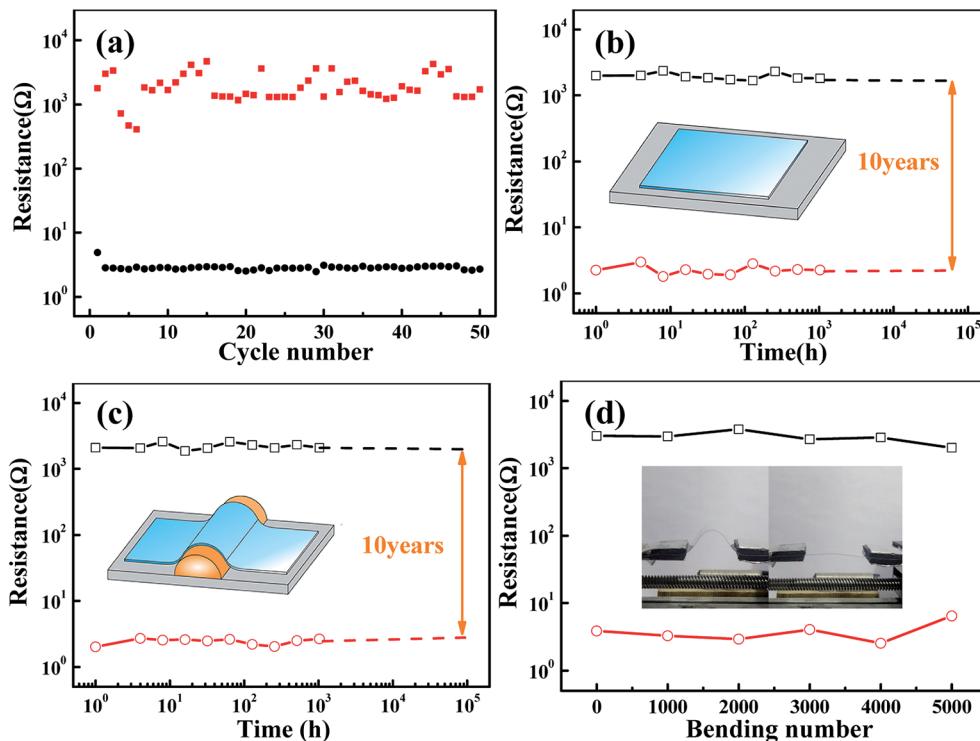 (a)
Resistance(Ω)
10⁴
10³
10²
10¹
10⁰
0 10 20 30 40 50
Cycle number
(b)
Resistance(Ω)
10⁴
10³
10²
10¹
10⁰
10years
10⁰ 10¹ 10² 10³ 10⁴ 10⁵
Time(h)
(c)
Resistance(Ω)
10⁴
10³
10²
10¹
10⁰
10years
10⁰ 10¹ 10² 10³ 10⁴ 10⁵
Time (h)
(d)
Resistance(Ω)
10⁴
10³
10²
10¹
10⁰
0 1000 2000 3000 4000 5000
Bending number